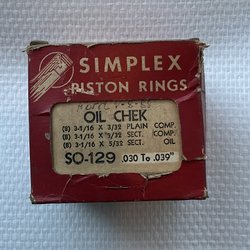 SIMPLEX
PISTON RINGS
OIL CHEK
(8) 3-1/16 X 3/32 PLAIN COMP.
(8) 3-1/16 X 3/32 SECT. COMP.
(8) 3-1/16 X 5/32 SECT. OIL
SO-129 .030 To .039"